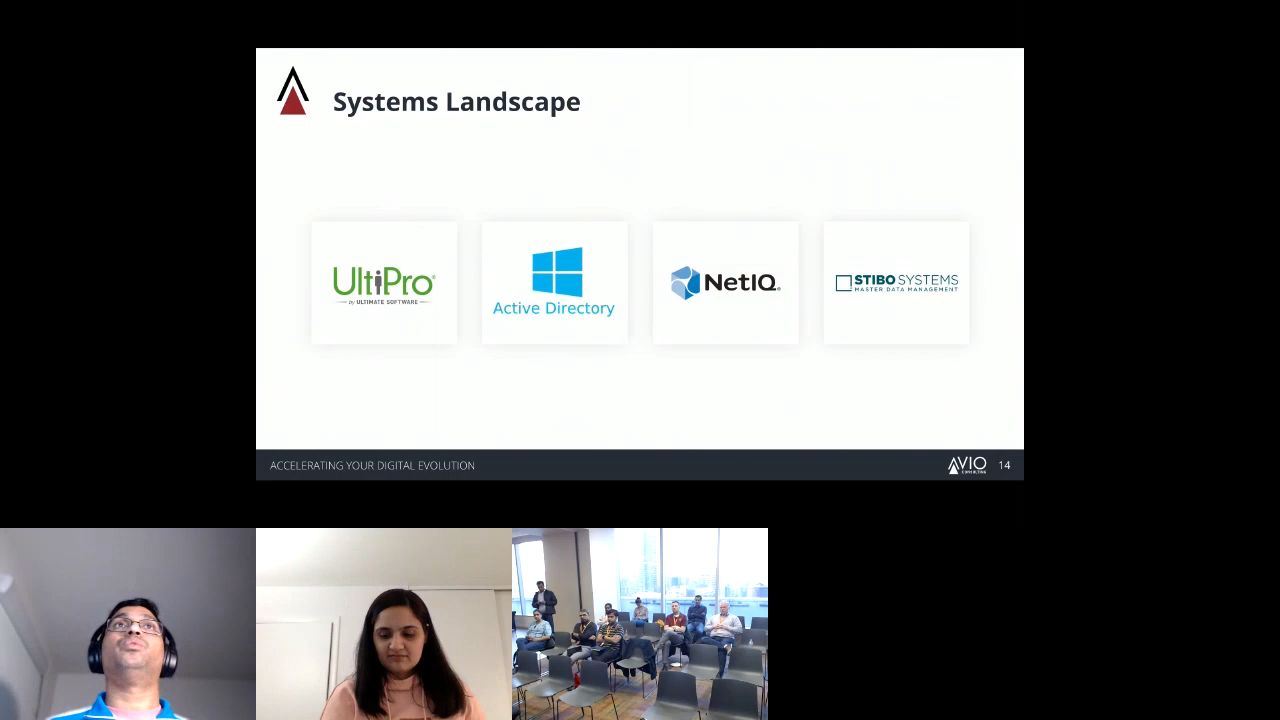 Systems Landscape
UltiPro®
by ULTIMATE SOFTWARE
Active Directory
NetIQ®
STIBO SYSTEMS
MASTER DATA MANAGEMENT
ACCELERATING YOUR DIGITAL EVOLUTION
AVIO
CONSULTING
14